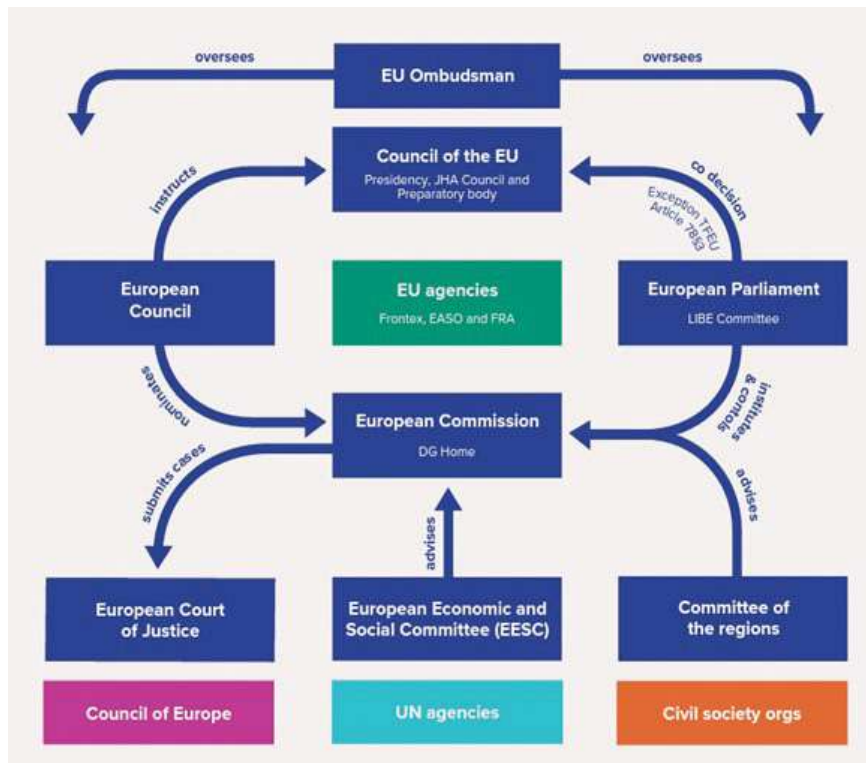 oversees
EU Ombudsman
oversees
Council of the EU
Presidency, JHA Council and
Preparatory body
instructs
co decision
Exception TFEU
Article 7853
European
Council
EU agencies
Frontex, EASO and FRA
European Parliament
LIBE Committee
nominates
European Commission
DG Home
institutes
& contols
submits cases
advises
advises
European Court
of Justice
European Economic and
Social Committee (EESC)
Committee of
the regions
Council of Europe
UN agencies
Civil society orgs